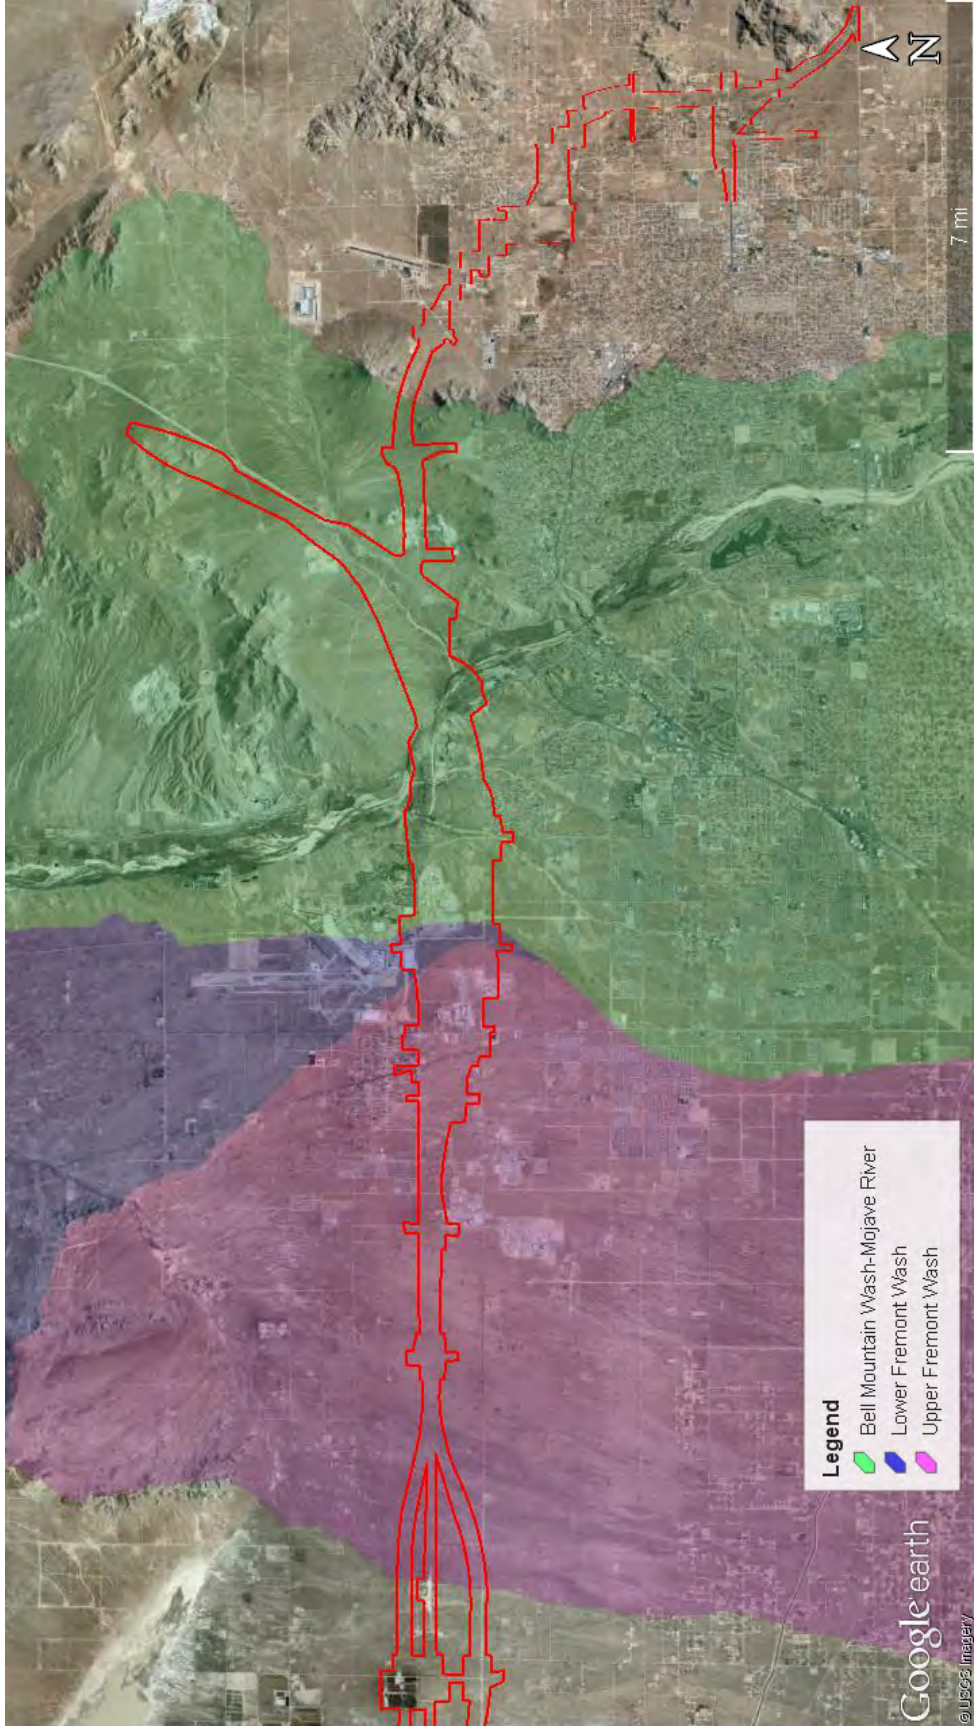 N
7 mi
Legend
Bell Mountain Wash-Mojave River
Lower Fremont Wash
Upper Fremont Wash
Google earth
© USGS Imagery